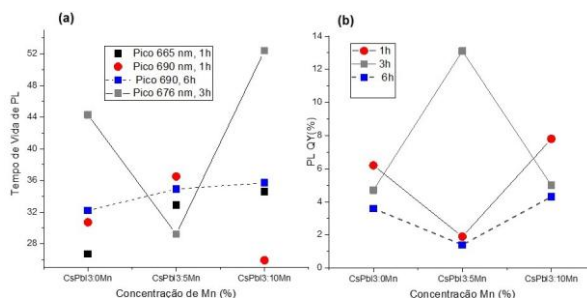 (a)
Pico 665 nm, 1h
Pico 690 nm, 1h
Pico 690, 6h
Pico 676 nm, 3h
52
48
44
40
36
32
28
Tempo de Vida de PL
CsPbI3:0Mn
CsPbI3:5Mn
CsPbI3:10Mn
Concentração de Mn (%)
(b)
1h
3h
6h
14
12
10
8
6
4
2
0
PL QY(%)
CsPbI3:0Mn
CsPbI3:5Mn
CsPbI3:10Mn
Concentração Mn (%)